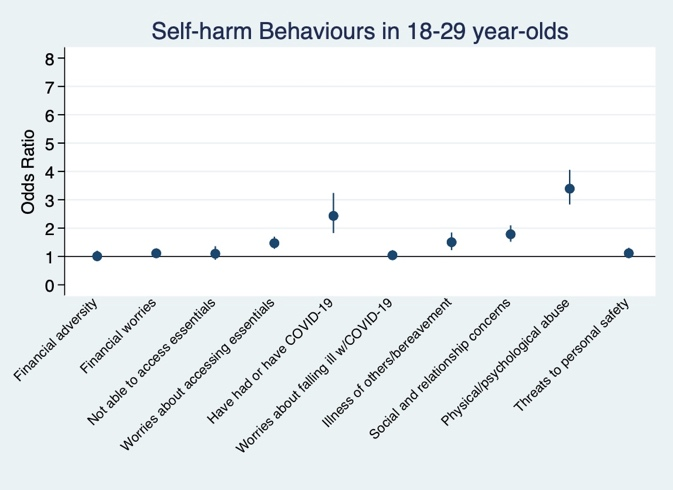 Self-harm Behaviours in 18-29 year-olds
Odds Ratio
8
7
6
5
4
3
2
1
0
Financial adversity
Financial worries
Not able to access essentials
Worries about accessing essentials
Have had or have COVID-19
Worries about falling ill w/COVID-19
Illness of others/bereavement
Social and relationship concerns
Physical/psychological abuse
Threats to personal safety